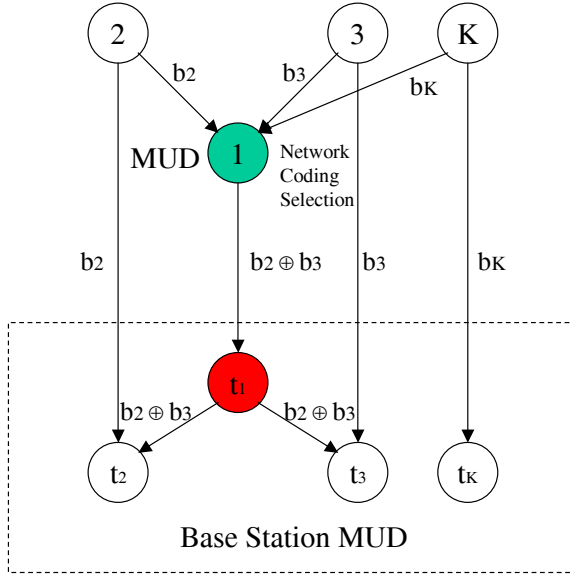 2 3 K
b2 b3 bK
MUD 1 Network
Coding
Selection
b2 b2 ⊕ b3 b3 bK
t1
b2 ⊕ b3 b2 ⊕ b3
t2 t3 tK
Base Station MUD